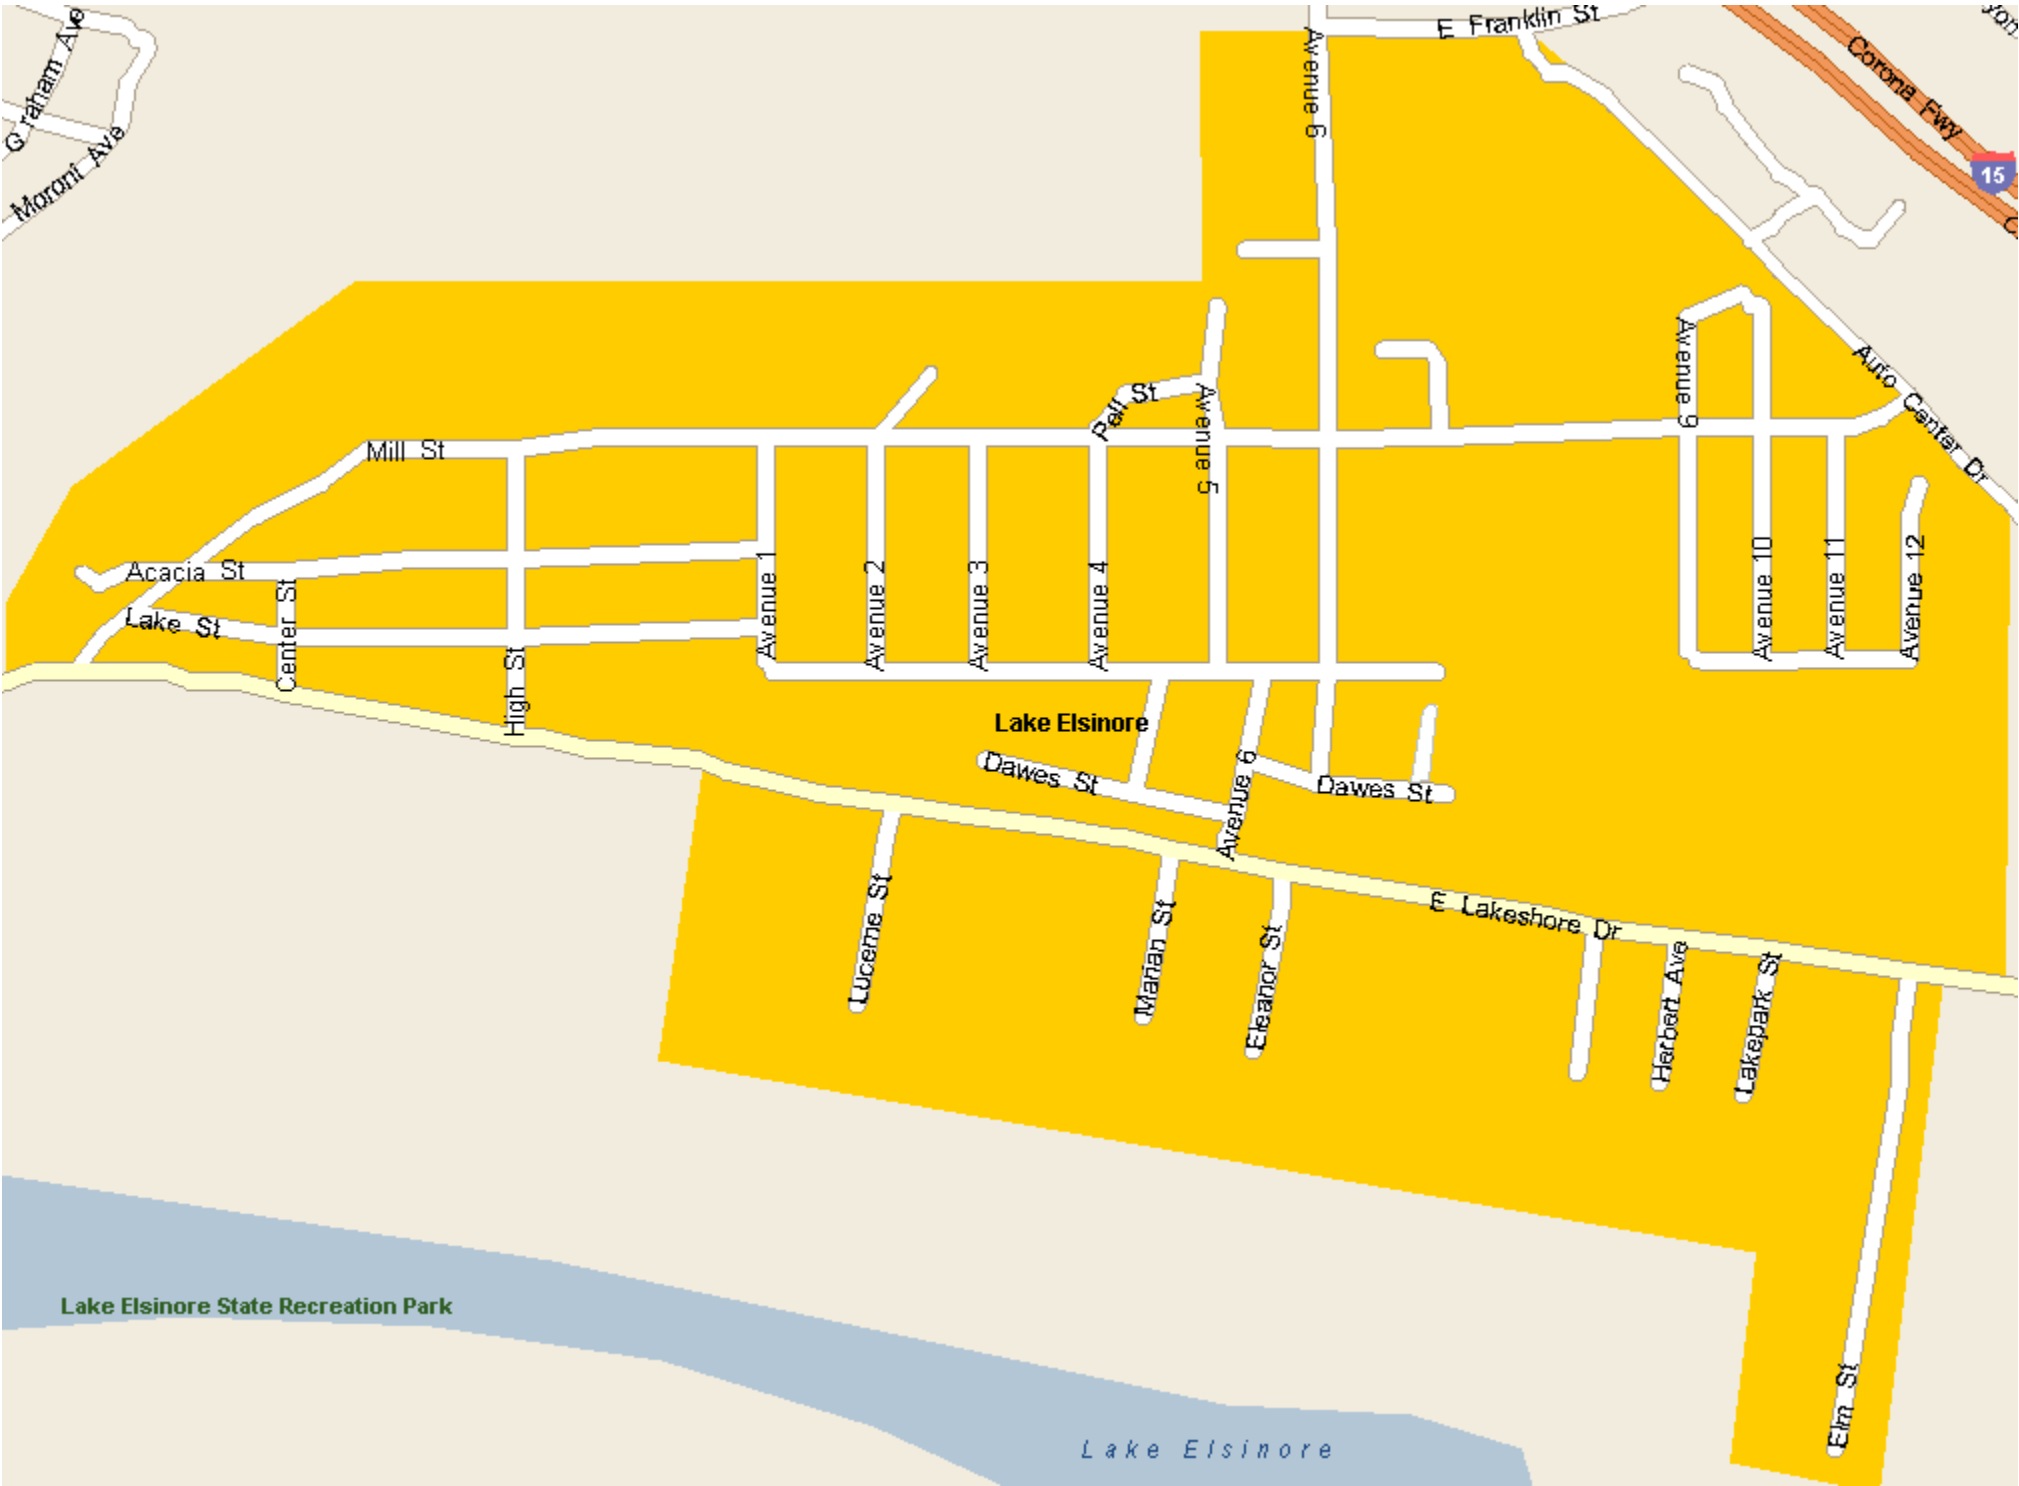 Graham Ave
Moroni Ave
Avenue 6
E Franklin St
Corona Fwy
15
Mill St
Pell St
Avenue 5
Avenue 9
Auto Center Dr
Acacia St
Lake St
Center St
High St
Avenue 1
Avenue 2
Avenue 3
Avenue 4
Avenue 10
Avenue 11
Avenue 12
Lake Elsinore
Dawes St
Avenue 6
Dawes St
E Lakeshore Dr
Lucerne St
Marian St
Eleanor St
Herbert Ave
Lakepark St
Elm St
Lake Elsinore State Recreation Park
Lake Elsinore